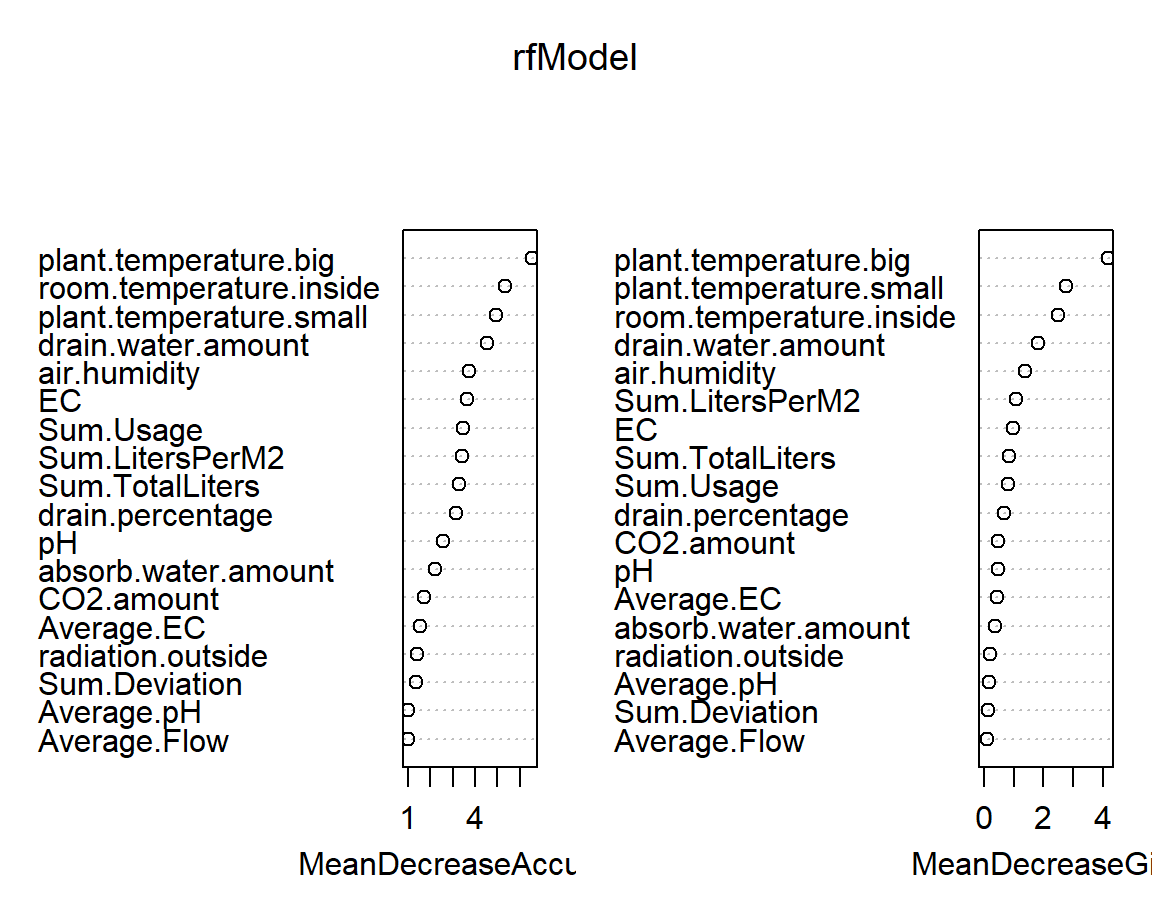 rfModel
plant.temperature.big
room.temperature.inside
plant.temperature.small
drain.water.amount
air.humidity
EC
Sum.Usage
Sum.LitersPerM2
Sum.TotalLiters
drain.percentage
pH
absorb.water.amount
CO2.amount
Average.EC
radiation.outside
Sum.Deviation
Average.pH
Average.Flow
1 4
MeanDecreaseAccu
plant.temperature.big
plant.temperature.small
room.temperature.inside
drain.water.amount
air.humidity
Sum.LitersPerM2
EC
Sum.TotalLiters
Sum.Usage
drain.percentage
CO2.amount
pH
Average.EC
absorb.water.amount
radiation.outside
Average.pH
Sum.Deviation
Average.Flow
0 2 4
MeanDecreaseGi